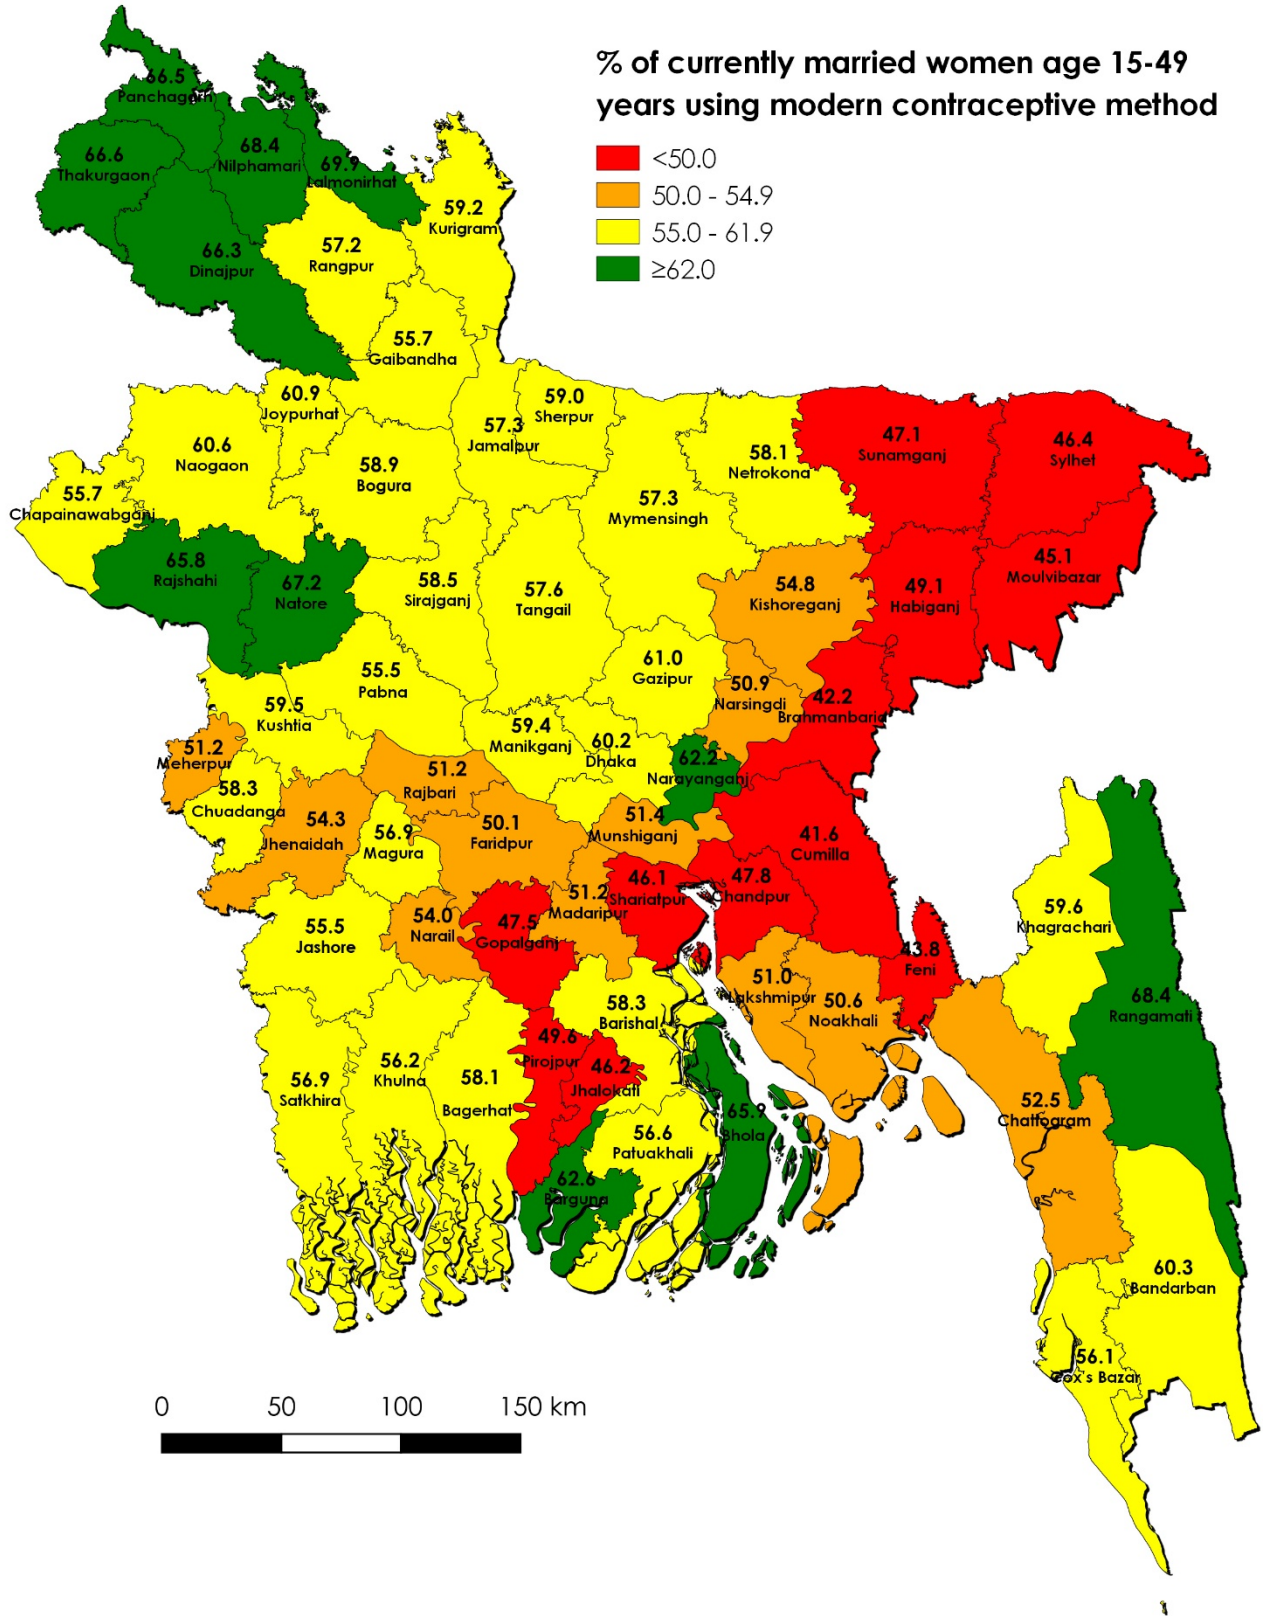 % of currently married women age 15-49
years using modern contraceptive method
<50.0
50.0 - 54.9
55.0 - 61.9
≥62.0
66.5
Panchagarh
66.6
Thakurgaon
68.4
Nilphamari
69.9
Lalmonirhat
59.2
Kurigram
66.3
Dinajpur
57.2
Rangpur
55.7
Gaibandha
60.9
Joypurhat
59.0
Sherpur
57.3
Jamalpur
60.6
Naogaon
58.9
Bogura
58.1
Netrokona
47.1
Sunamganj
46.4
Sylhet
55.7
Chapainawabganj
57.3
Mymensingh
65.8
Rajshahi
67.2
Natore
58.5
Sirajganj
57.6
Tangail
54.8
Kishoreganj
49.1
Habiganj
45.1
Moulvibazar
55.5
Pabna
61.0
Gazipur
50.9
Narsingdi
42.2
Brahmanbaria
59.5
Kushtia
51.2
Meherpur
59.4
Manikganj
60.2
Dhaka
62.2
Narayanganj
58.3
Chuadanga
51.2
Rajbari
54.3
Jhenaidah
56.9
Magura
50.1
Faridpur
51.4
Munshiganj
41.6
Cumilla
46.1
Shariatpur
47.8
Chandpur
51.2
Madaripur
55.5
Jashore
54.0
Narail
47.5
Gopalganj
43.8
Feni
59.6
Khagrachari
51.0
Lakshmipur
50.6
Noakhali
58.3
Barishal
68.4
Rangamati
49.6
Pirojpur
46.2
Jhalokati
56.9
Satkhira
56.2
Khulna
58.1
Bagerhat
65.9
Bhola
52.5
Chattogram
56.6
Patuakhali
62.6
Barguna
60.3
Bandarban
56.1
Cox's Bazar
0 50 100 150 km